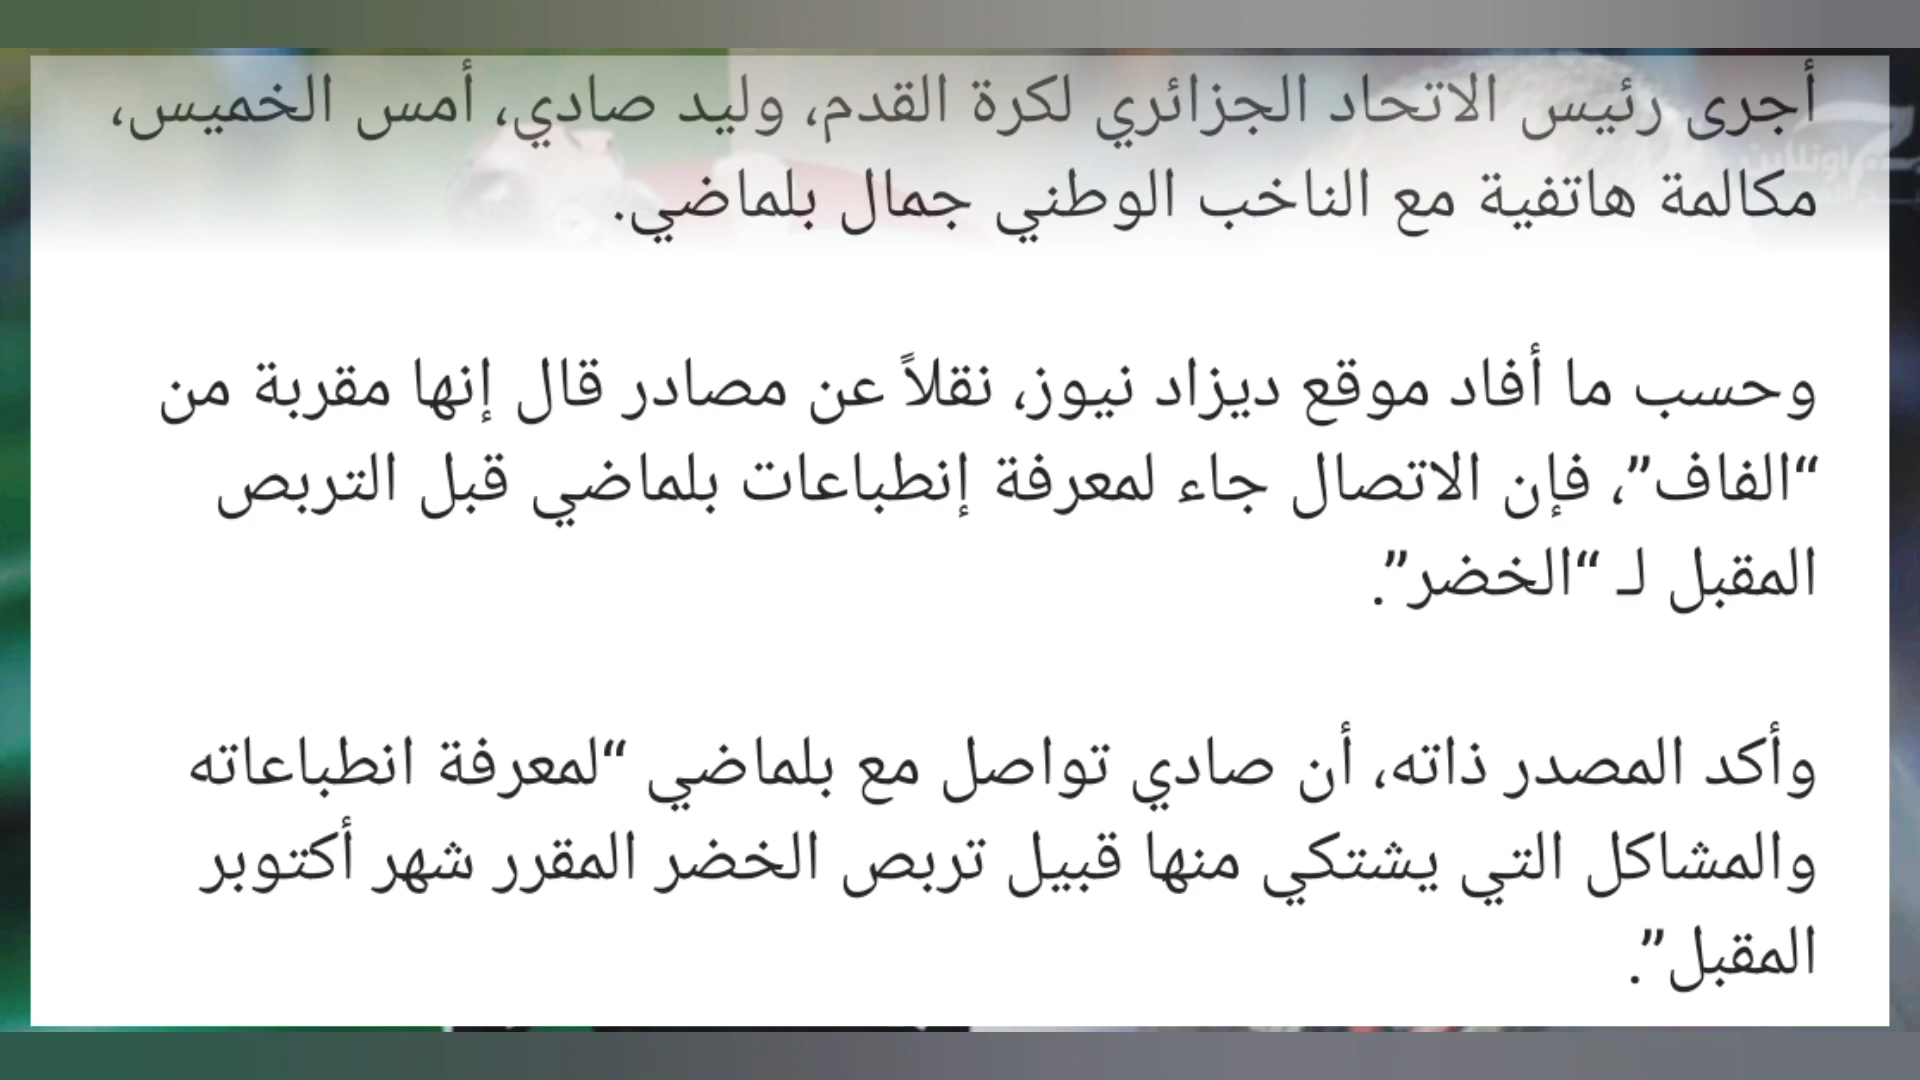 أجرى رئيس الاتحاد الجزائري لكرة القدم، وليد صادي، أمس الخميس،
مكالمة هاتفية مع الناخب الوطني جمال بلماضي.
وحسب ما أفاد موقع ديزاد نيوز، نقلاً عن مصادر قال إنها مقربة من
“الفاف”، فإن الاتصال جاء لمعرفة إنطباعات بلماضي قبل التربص
المقبل لـ “الخضر”.
وأكد المصدر ذاته، أن صادي تواصل مع بلماضي “لمعرفة انطباعاته
والمشاكل التي يشتكي منها قبيل تربص الخضر المقرر شهر أكتوبر
المقبل”.